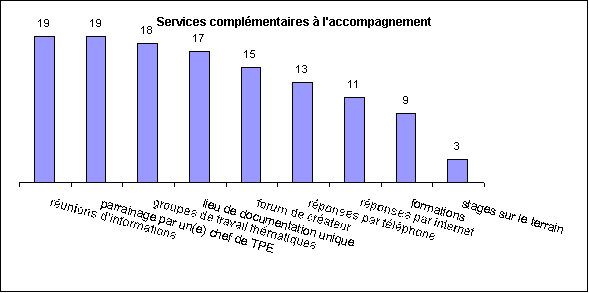 Services complémentaires à l'accompagnement
19
19
18
17
15
13
11
9
3
réunions d'informations
parrainage par un(e) chef de TPE
groupes de travail thématiques
lieu de documentation unique
forum de créateur
réponses par téléphone
réponses par internet
formations
stages sur le terrain